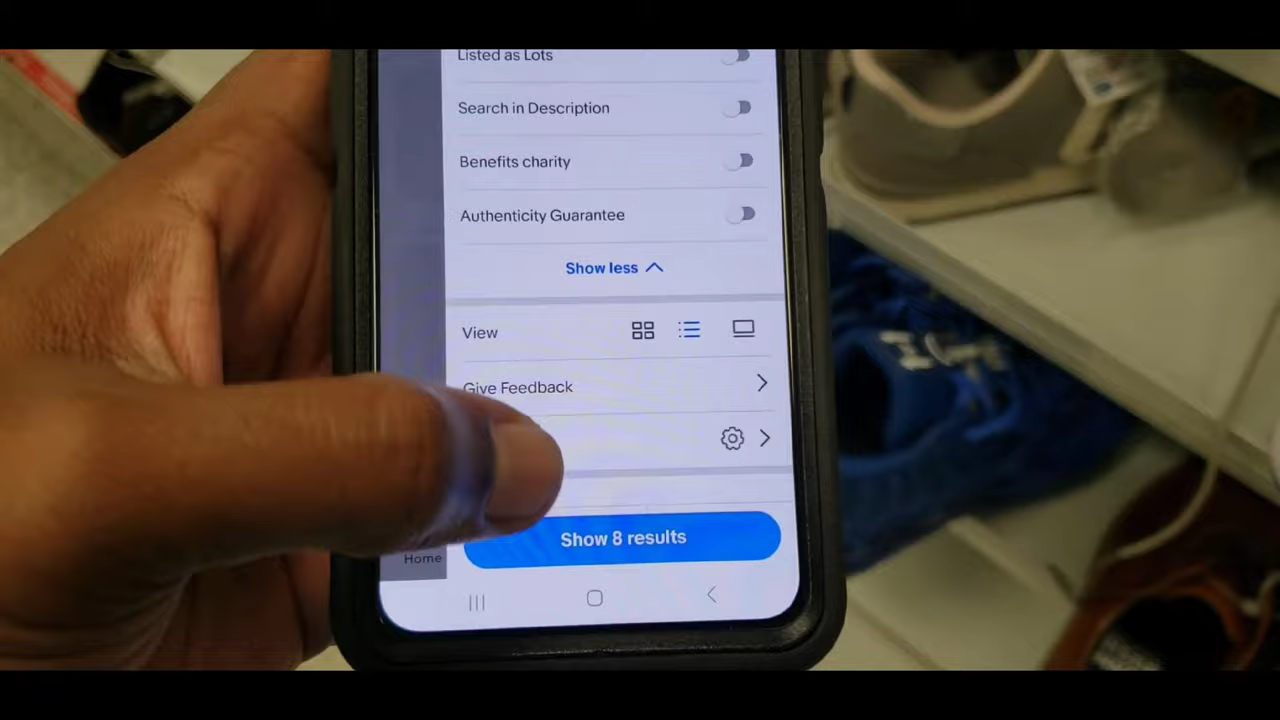 Listed as Lots
Search in Description
Benefits charity
Authenticity Guarantee
Show less
View
Give Feedback
Show 8 results
Home